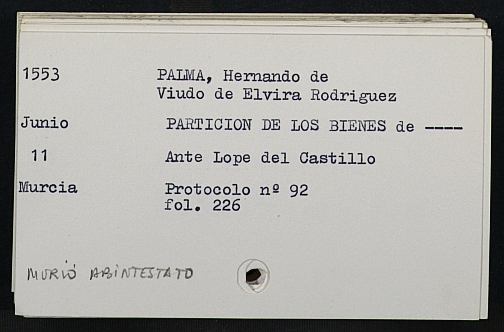 1553 PALMA, Hernando de
Viudo de Elvira Rodriguez
Junio PARTICION DE LOS BIENES de ----
11 Ante Lope del Castillo
Murcia Protocolo nº 92
fol. 226
MURIÓ ABINTESTATO